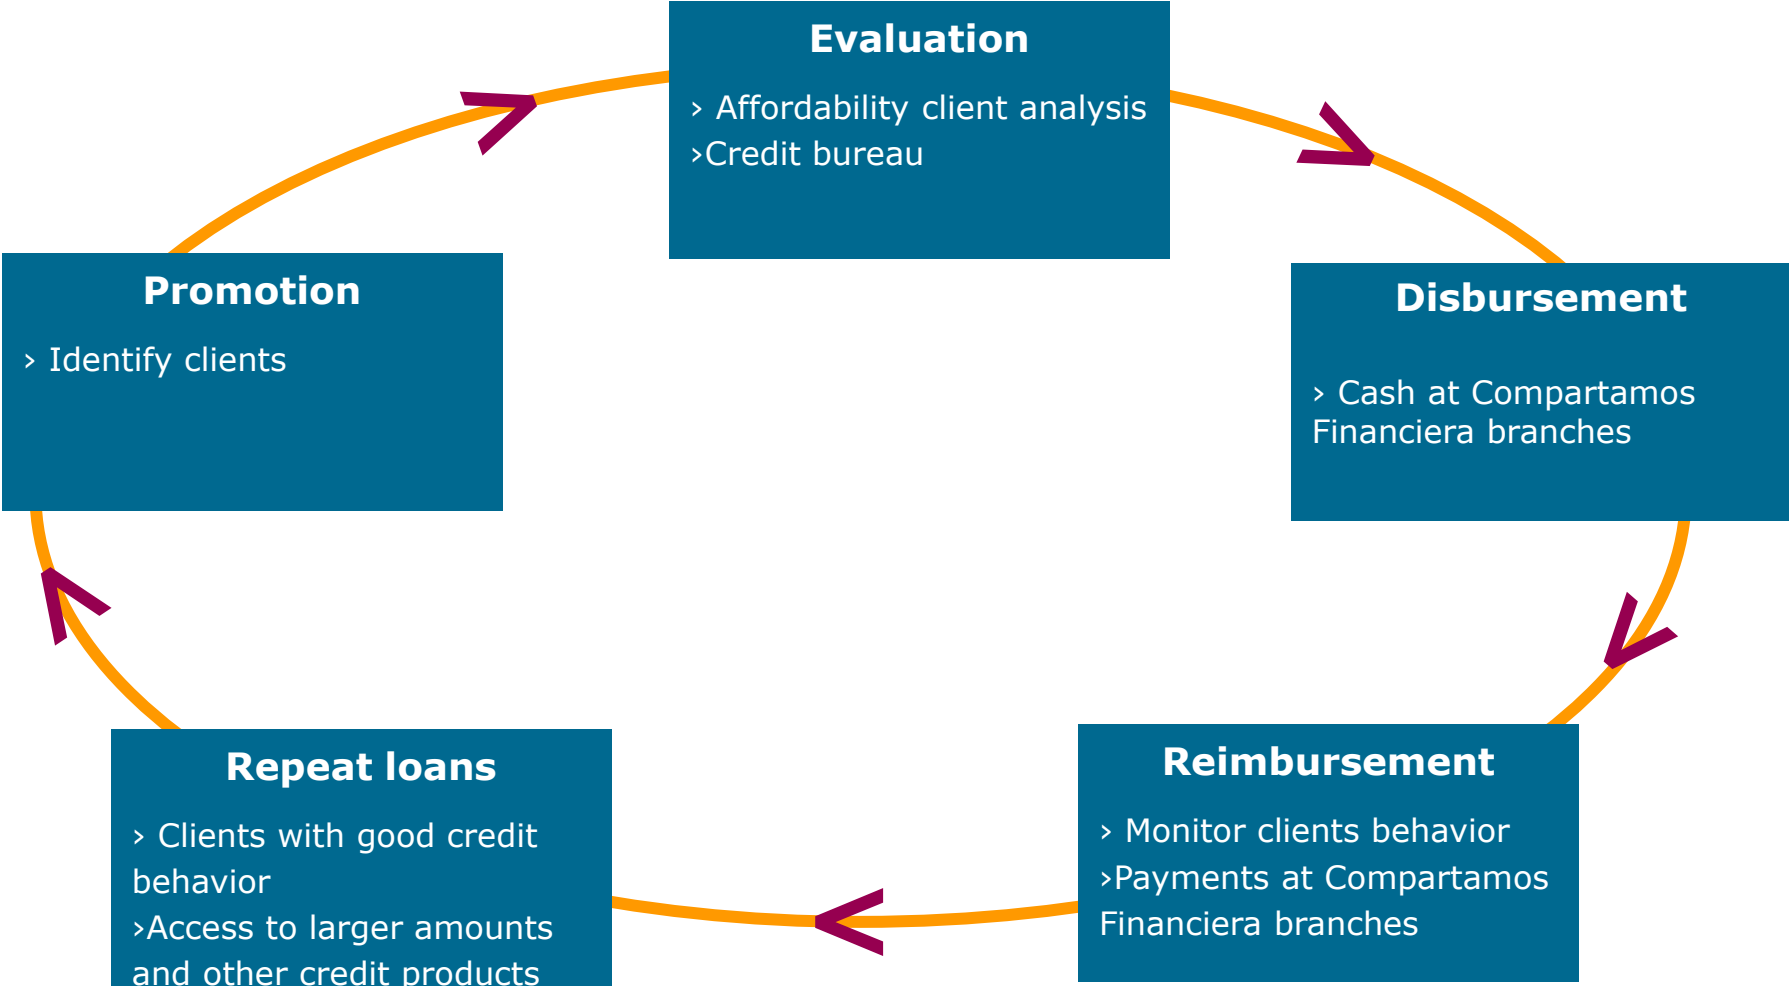 Evaluation
› Affordability client analysis
›Credit bureau
Promotion
› Identify clients
Disbursement
› Cash at Compartamos
Financiera branches
Repeat loans
› Clients with good credit
behavior
›Access to larger amounts
and other credit products
Reimbursement
› Monitor clients behavior
›Payments at Compartamos
Financiera branches